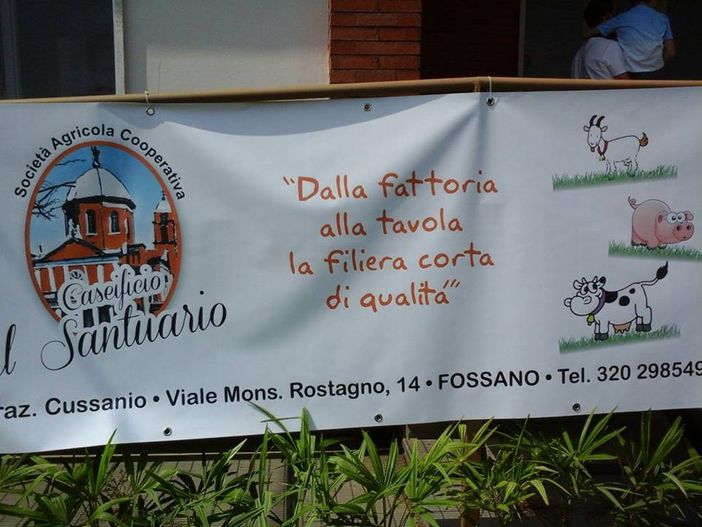 Società Agricola Cooperativa
Caseificio
l Santuario
"Dalla fattoria
alla tavola
la filiera corta
di qualità"
raz. Cussanio • Viale Mons. Rostagno, 14 • FOSSANO • Tel. 320 298549